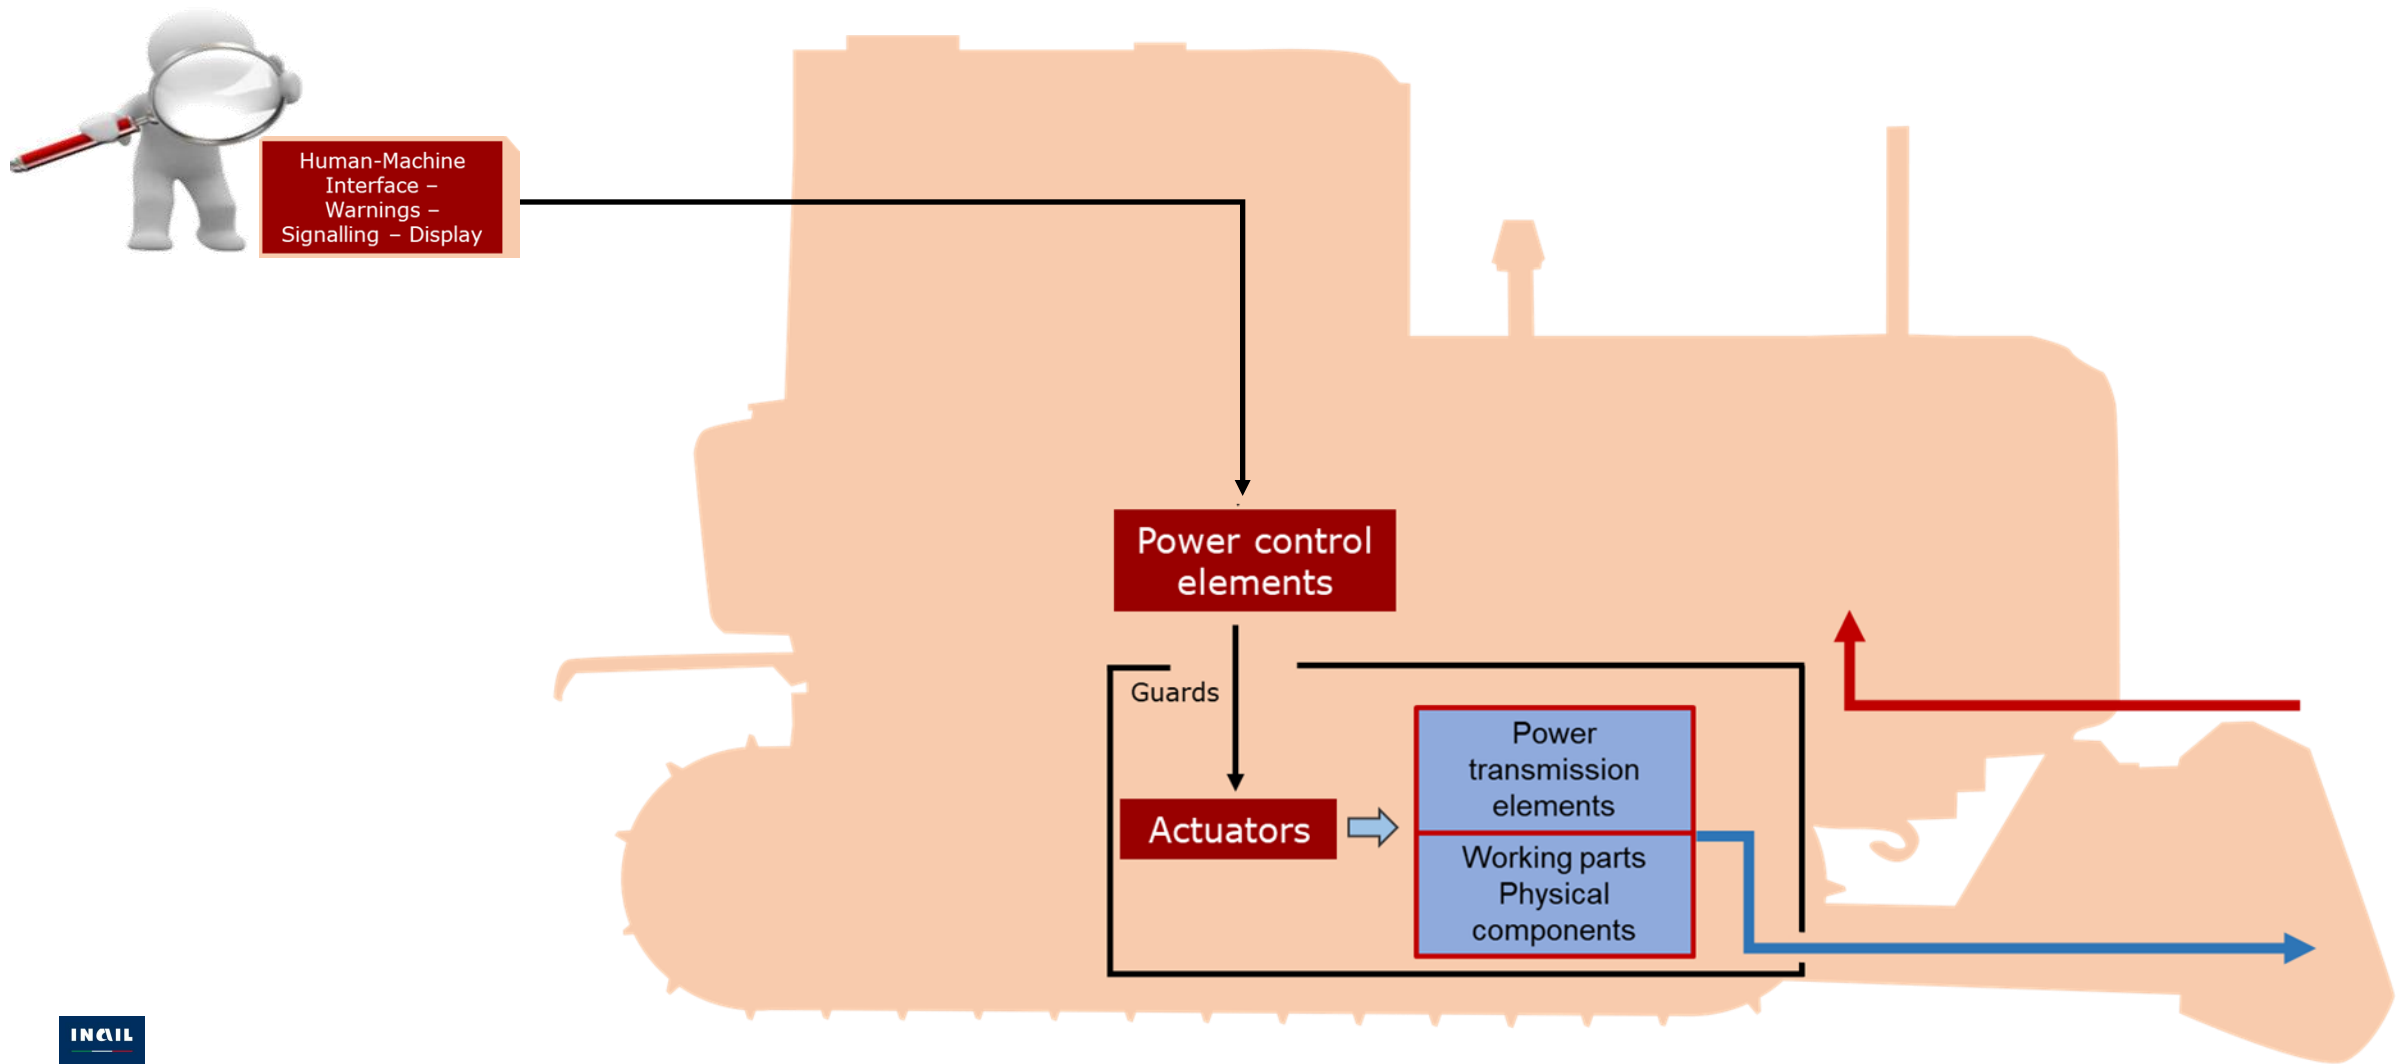 Human-Machine
Interface –
Warnings –
Signalling – Display
Power control
elements
Guards
Power
transmission
elements
Actuators
Working parts
Physical
components
INAIL